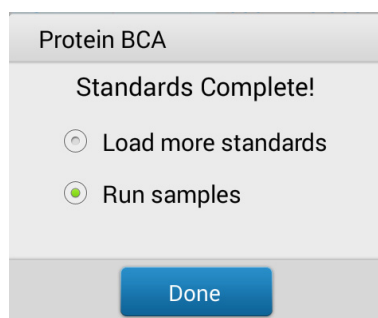 Protein BCA
Standards Complete!
Load more standards
Run samples
Done